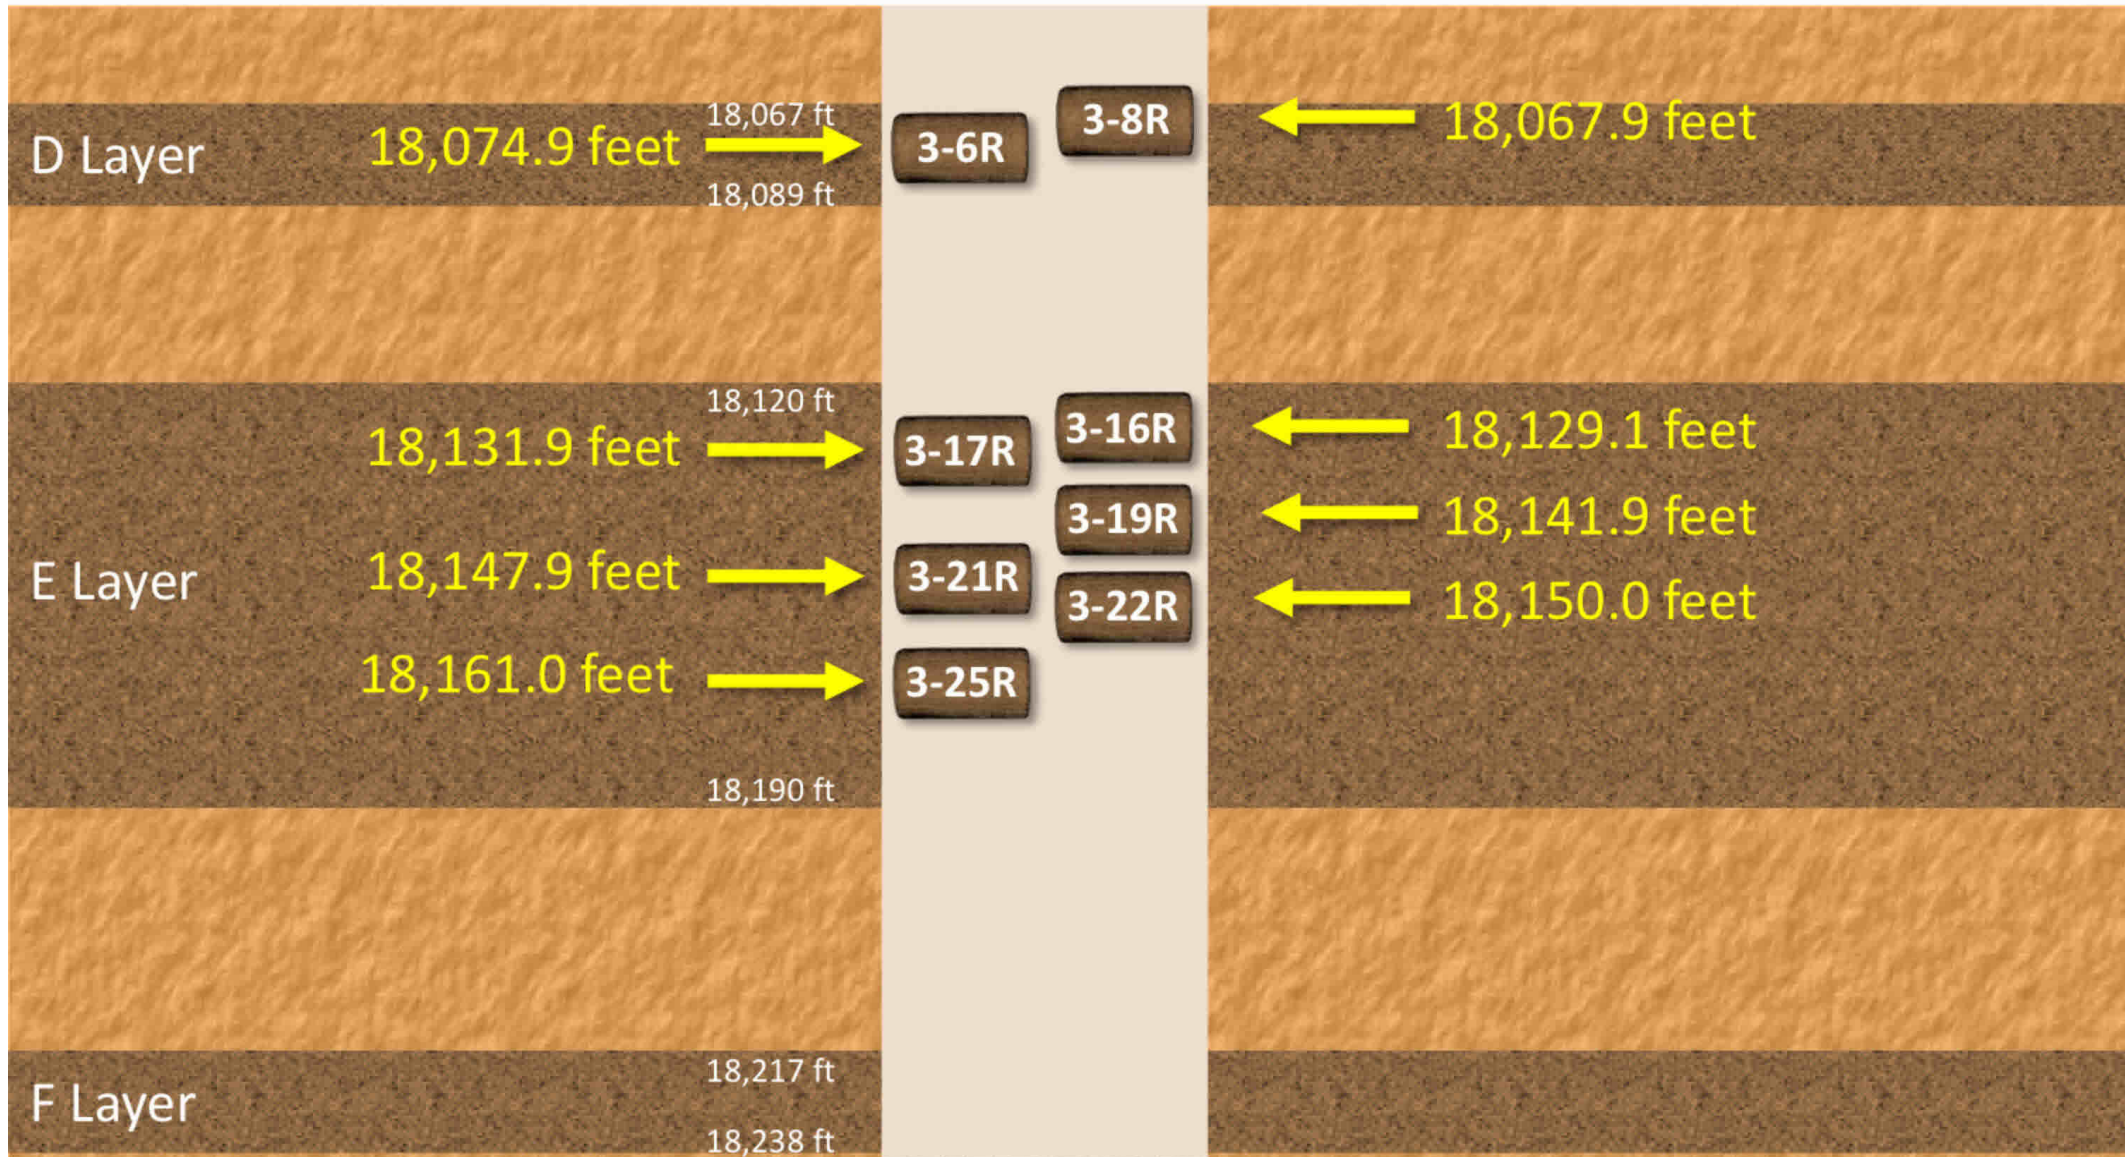 18,067 ft
3-8R
18,067.9 feet
D Layer
18,074.9 feet
3-6R
18,089 ft
18,120 ft
3-16R
18,129.1 feet
18,131.9 feet
3-17R
3-19R
18,141.9 feet
E Layer
18,147.9 feet
3-21R
3-22R
18,150.0 feet
18,161.0 feet
3-25R
18,190 ft
18,217 ft
F Layer
18,238 ft